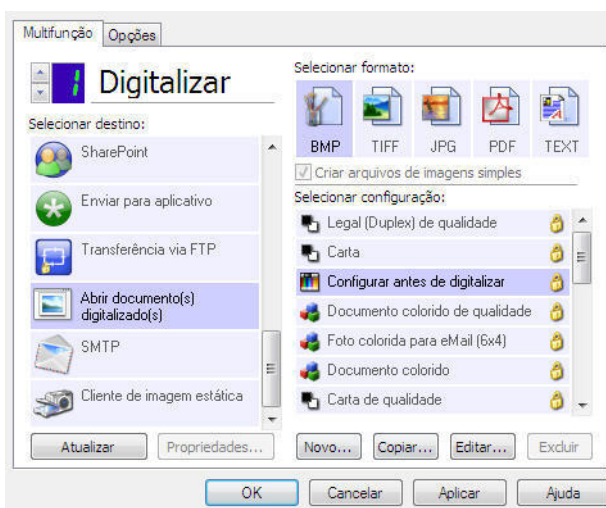 Multifunção
Opções
1
Digitalizar
Selecionar destino:
SharePoint
Enviar para aplicativo
Transferência via FTP
Abrir documento(s)
digitalizado(s)
SMTP
Cliente de imagem estática
Atualizar
Propriedades...
Selecionar formato:
BMP
TIFF
JPG
PDF
TEXT
Criar arquivos de imagens simples
Selecionar configuração:
Legal (Duplex) de qualidade
Carta
Configurar antes de digitalizar
Documento colorido de qualidade
Foto colorida para eMail (6x4)
Documento colorido
Carta de qualidade
Novo...
Copiar...
Editar...
Excluir
OK
Cancelar
Aplicar
Ajuda